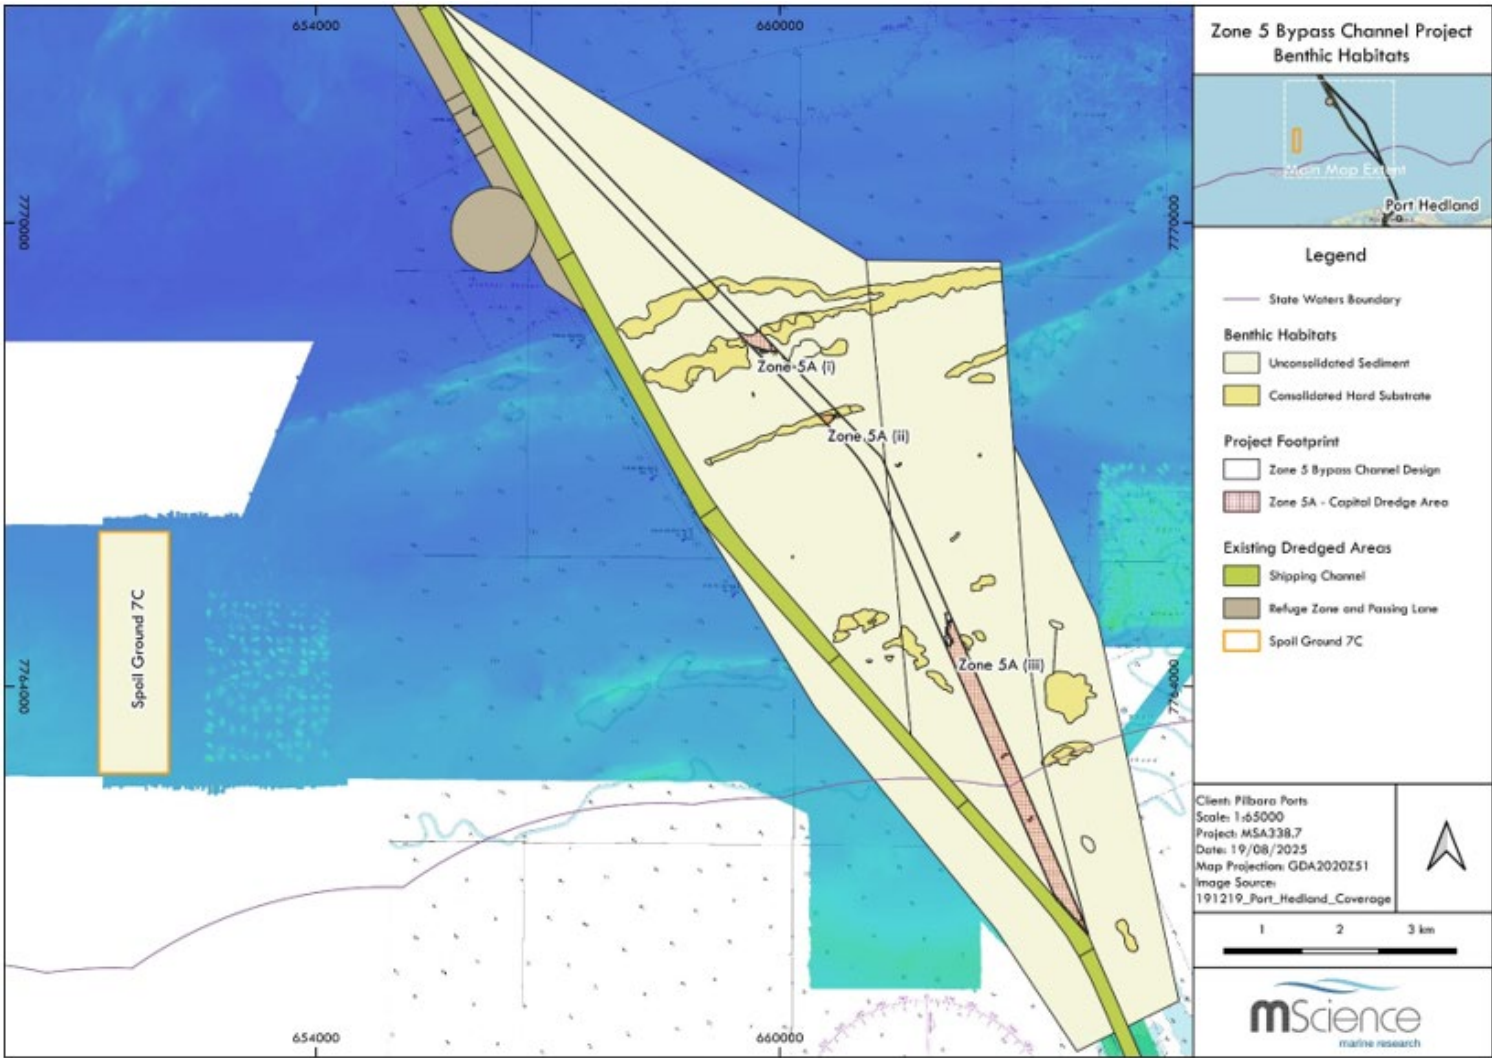 654000
660000
7770000
7770000
Zone 5A (i)
Zone 5A (ii)
Zone 5A (iii)
Spoil Ground 7C
7764000
7764000
654000
660000
Zone 5 Bypass Channel Project
Benthic Habitats
Main Map Extent
Port Hedland
Legend
State Waters Boundary
Benthic Habitats
Unconsolidated Sediment
Consolidated Hard Substrate
Project Footprint
Zone 5 Bypass Channel Design
Zone 5A - Capital Dredge Area
Existing Dredged Areas
Shipping Channel
Refuge Zone and Passing Lane
Spoil Ground 7C
Client: Pilbara Ports
Scale: 1:65000
Project: MSA338.7
Date: 19/08/2025
Map Projection: GDA2020Z51
Image Source:
191219_Port_Hedland_Coverage
1 2 3 km
mScience
marine research